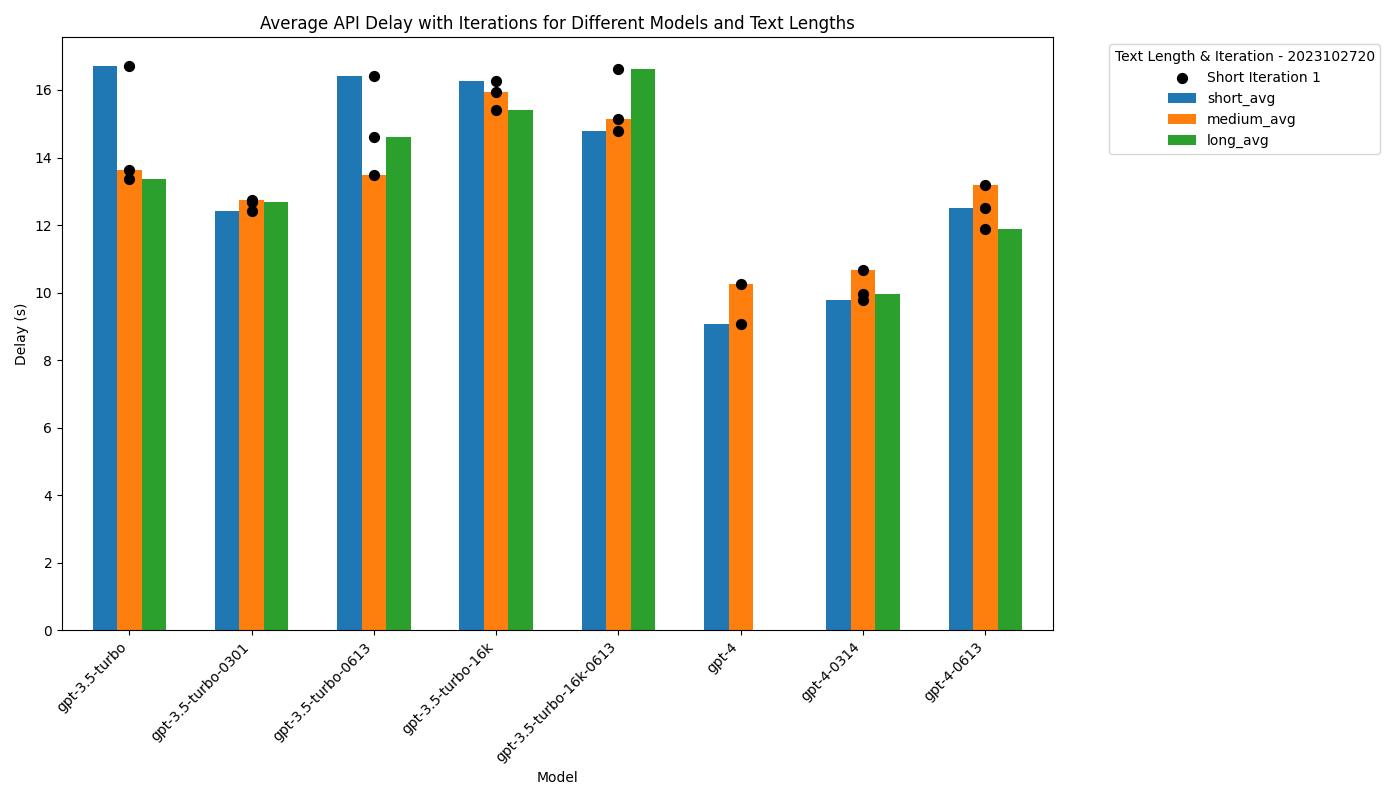 Average API Delay with Iterations for Different Models and Text Lengths
Text Length & Iteration - 2023102720
Short Iteration 1
short_avg
medium_avg
long_avg
Delay (s)
16
14
12
10
8
6
4
2
0
gpt-3.5-turbo
gpt-3.5-turbo-0301
gpt-3.5-turbo-0613
gpt-3.5-turbo-16k
gpt-3.5-turbo-16k-0613
gpt-4
gpt-4-0314
gpt-4-0613
Model